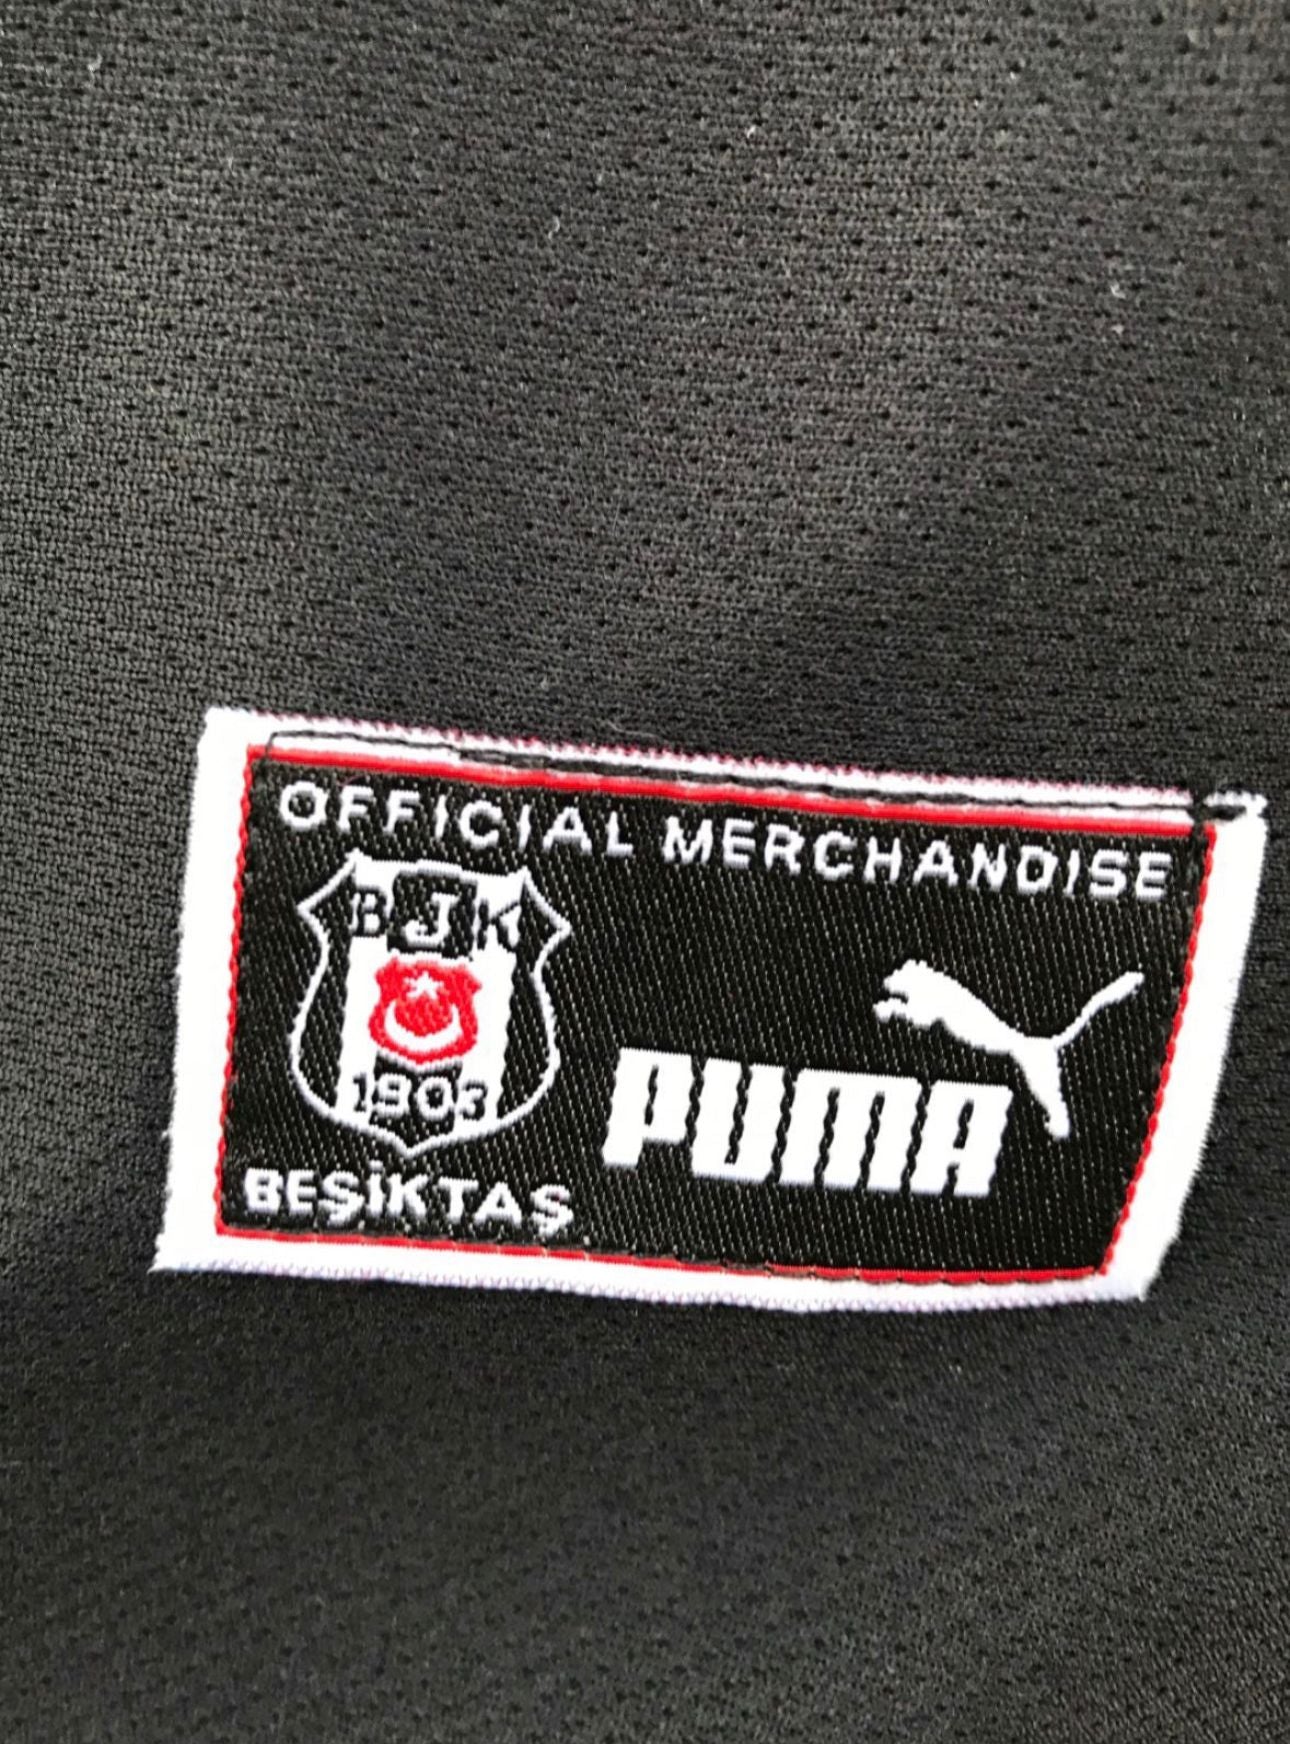 OFFICIAL MERCHANDISE
BJK
1903
BEŞİKTAŞ
PUMA